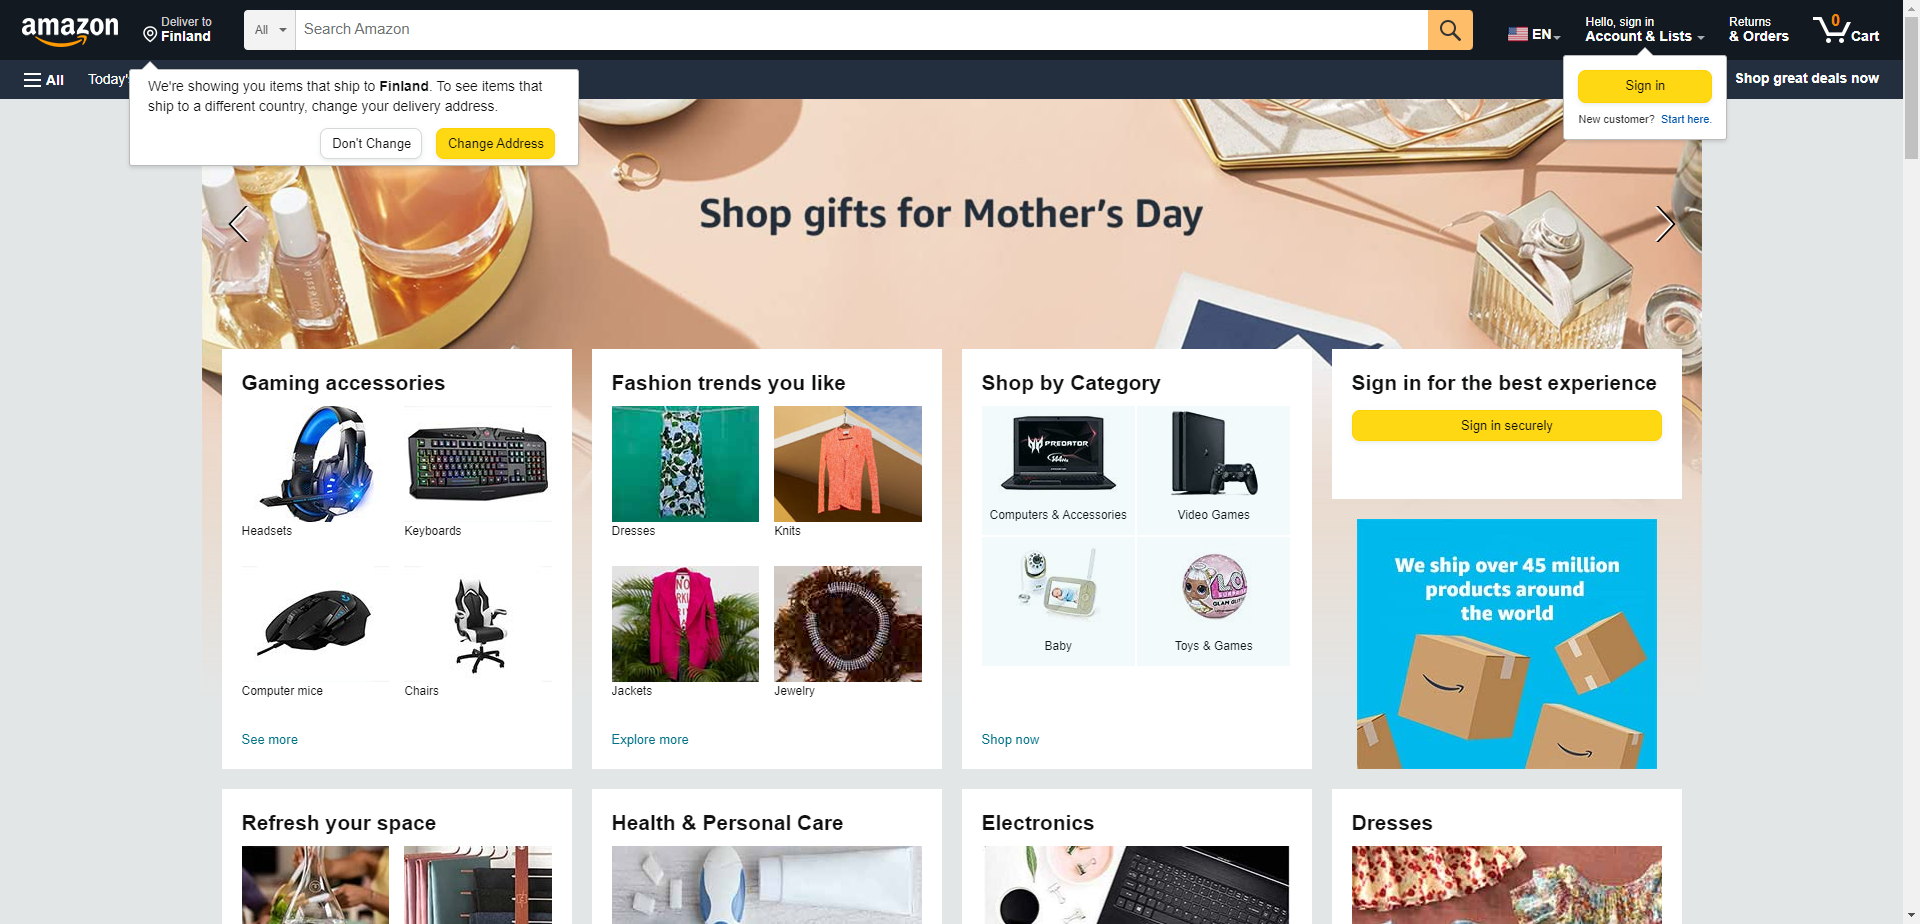 amazon
Deliver to
Finland
All
Search Amazon
EN
Hello, sign in
Account & Lists
Returns
& Orders
0
Cart
All
Today's
Shop great deals now
We're showing you items that ship to Finland. To see items that
ship to a different country, change your delivery address.
Don't Change
Change Address
Sign in
New customer? Start here.
Shop gifts for Mother's Day
Gaming accessories
Headsets
Keyboards
Computer mice
Chairs
See more
Fashion trends you like
Dresses
Knits
Jackets
Jewelry
Explore more
Shop by Category
PREDATOR
Computers & Accessories
Video Games
Baby
L.O.L.
SURPRISE
GLAM GLITTER
Toys & Games
Shop now
Sign in for the best experience
Sign in securely
We ship over 45 million
products around
the world
Refresh your space
Health & Personal Care
Electronics
Dresses